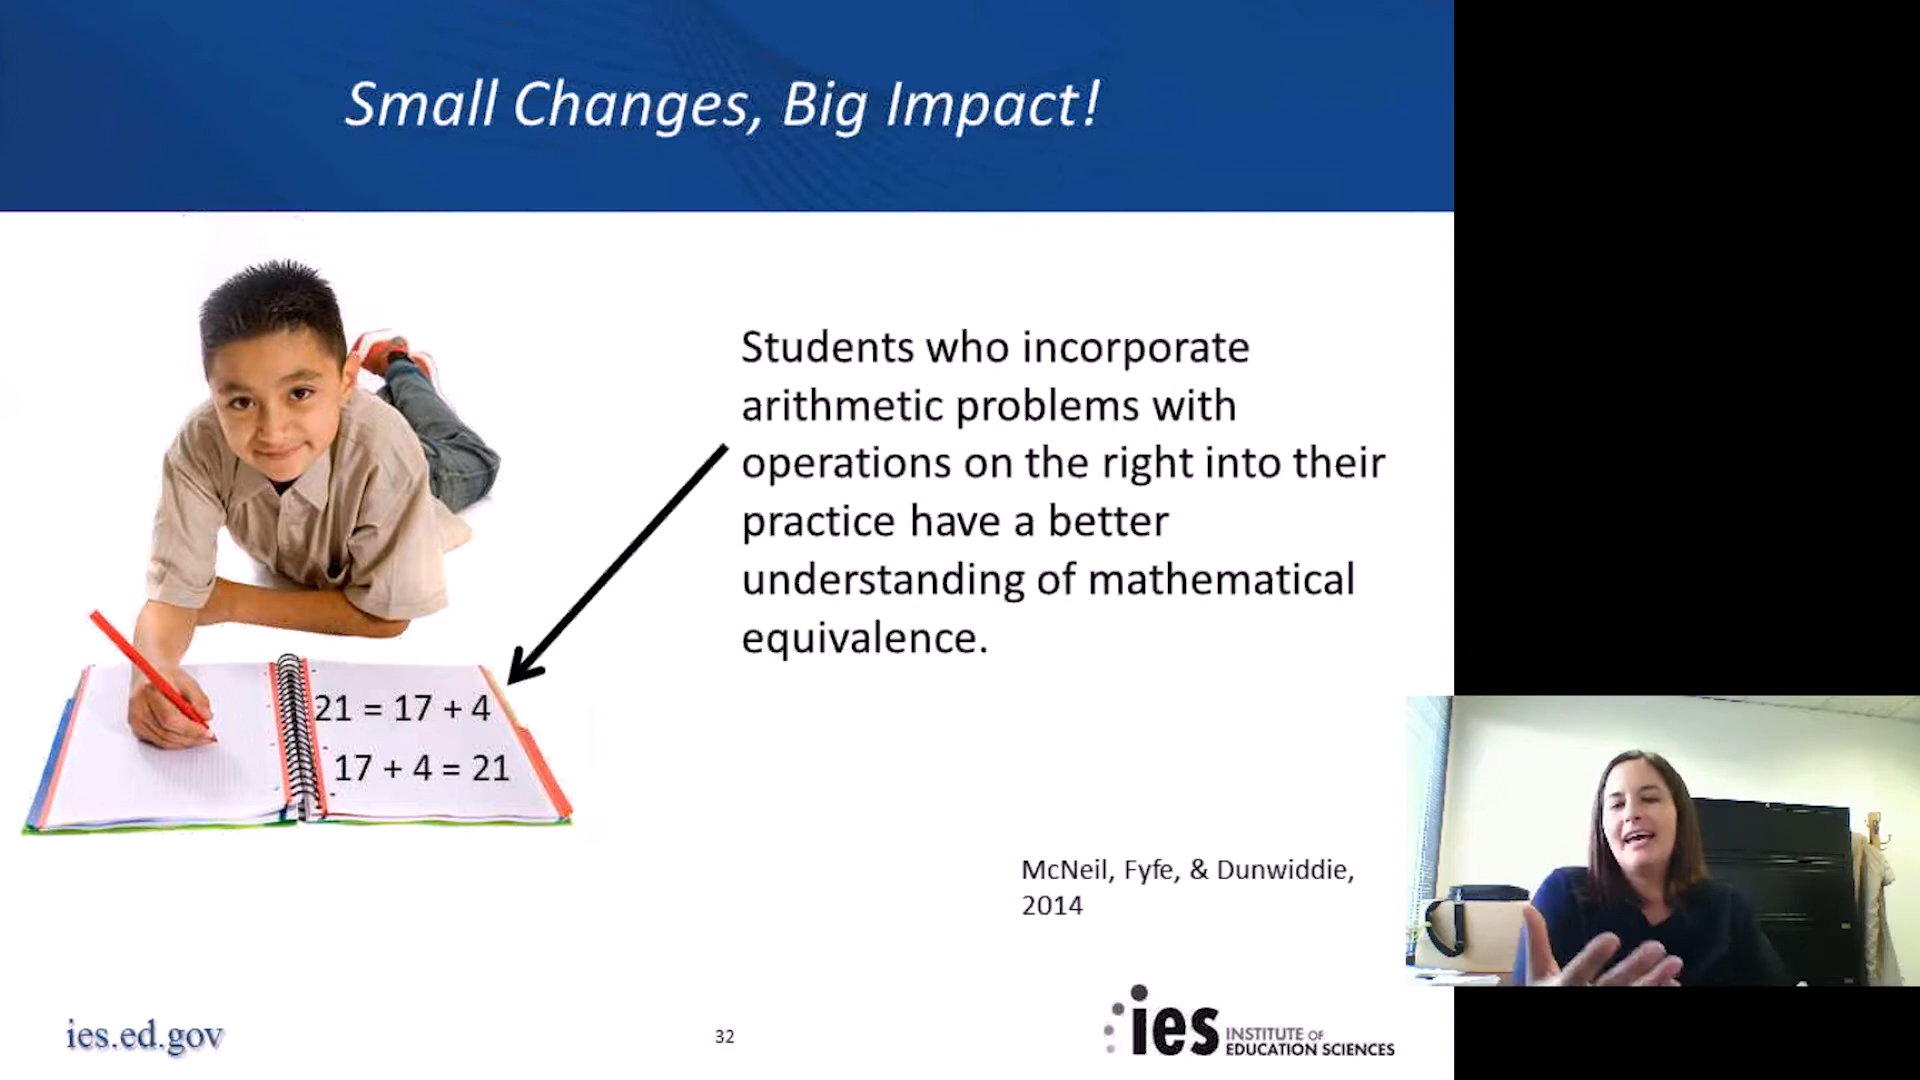 Small Changes, Big Impact!
Students who incorporate
arithmetic problems with
operations on the right into their
practice have a better
understanding of mathematical
equivalence.
21 = 17 + 4
17 + 4 = 21
McNeil, Fyfe, & Dunwiddie,
2014
ies.ed.gov
32
ies INSTITUTE OF
EDUCATION SCIENCES